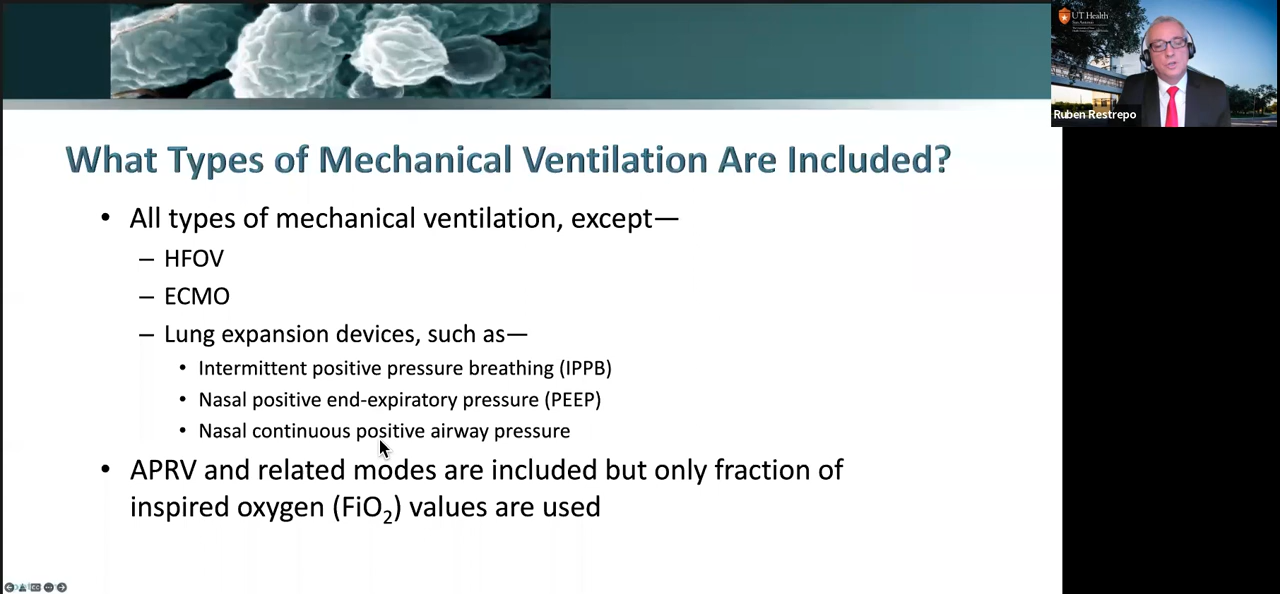 What Types of Mechanical Ventilation Are Included?
• All types of mechanical ventilation, except—
– HFOV
– ECMO
– Lung expansion devices, such as—
• Intermittent positive pressure breathing (IPPB)
• Nasal positive end-expiratory pressure (PEEP)
• Nasal continuous positive airway pressure
• APRV and related modes are included but only fraction of
inspired oxygen (FiO₂) values are used
UT Health
San Antonio
Ruben Restrepo